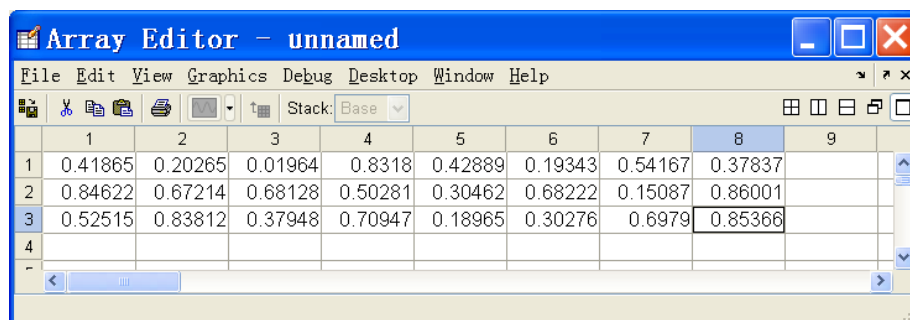 Array Editor - unnamed
File Edit View Graphics Debug Desktop Window Help
Stack: Base
1 2 3 4 5 6 7 8 9
1 0.41865 0.20265 0.01964 0.8318 0.42889 0.19343 0.54167 0.37837
2 0.84622 0.67214 0.68128 0.50281 0.30462 0.68222 0.15087 0.86001
3 0.52515 0.83812 0.37948 0.70947 0.18965 0.30276 0.6979 0.85366
4